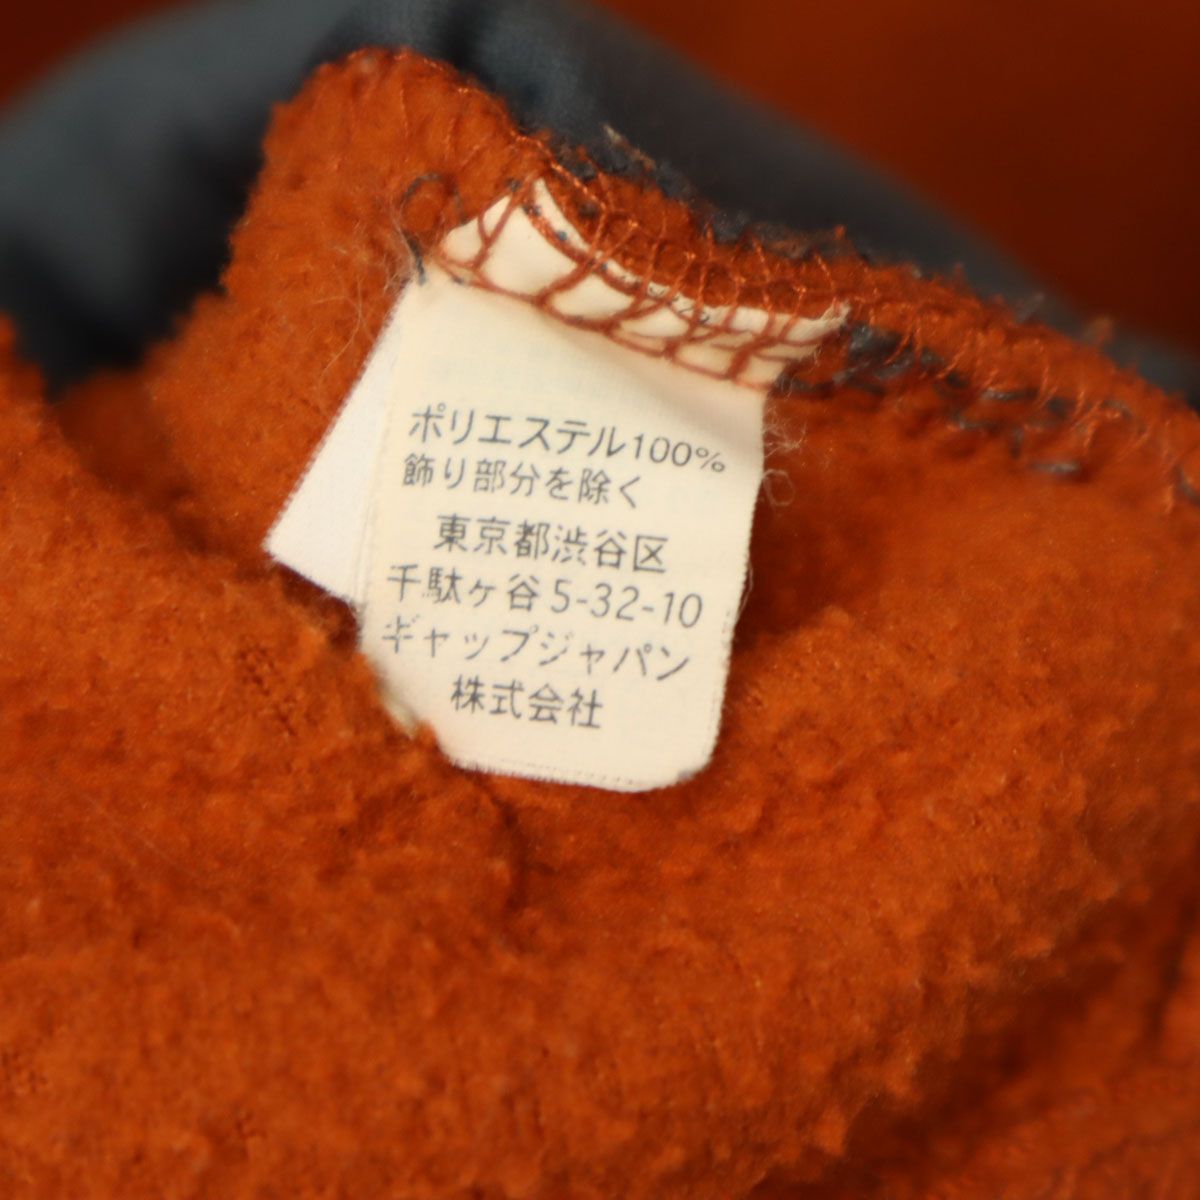 ポリエステル100%
飾り部分を除く
東京都渋谷区
千駄ヶ谷5-32-10
ギャップジャパン
株式会社